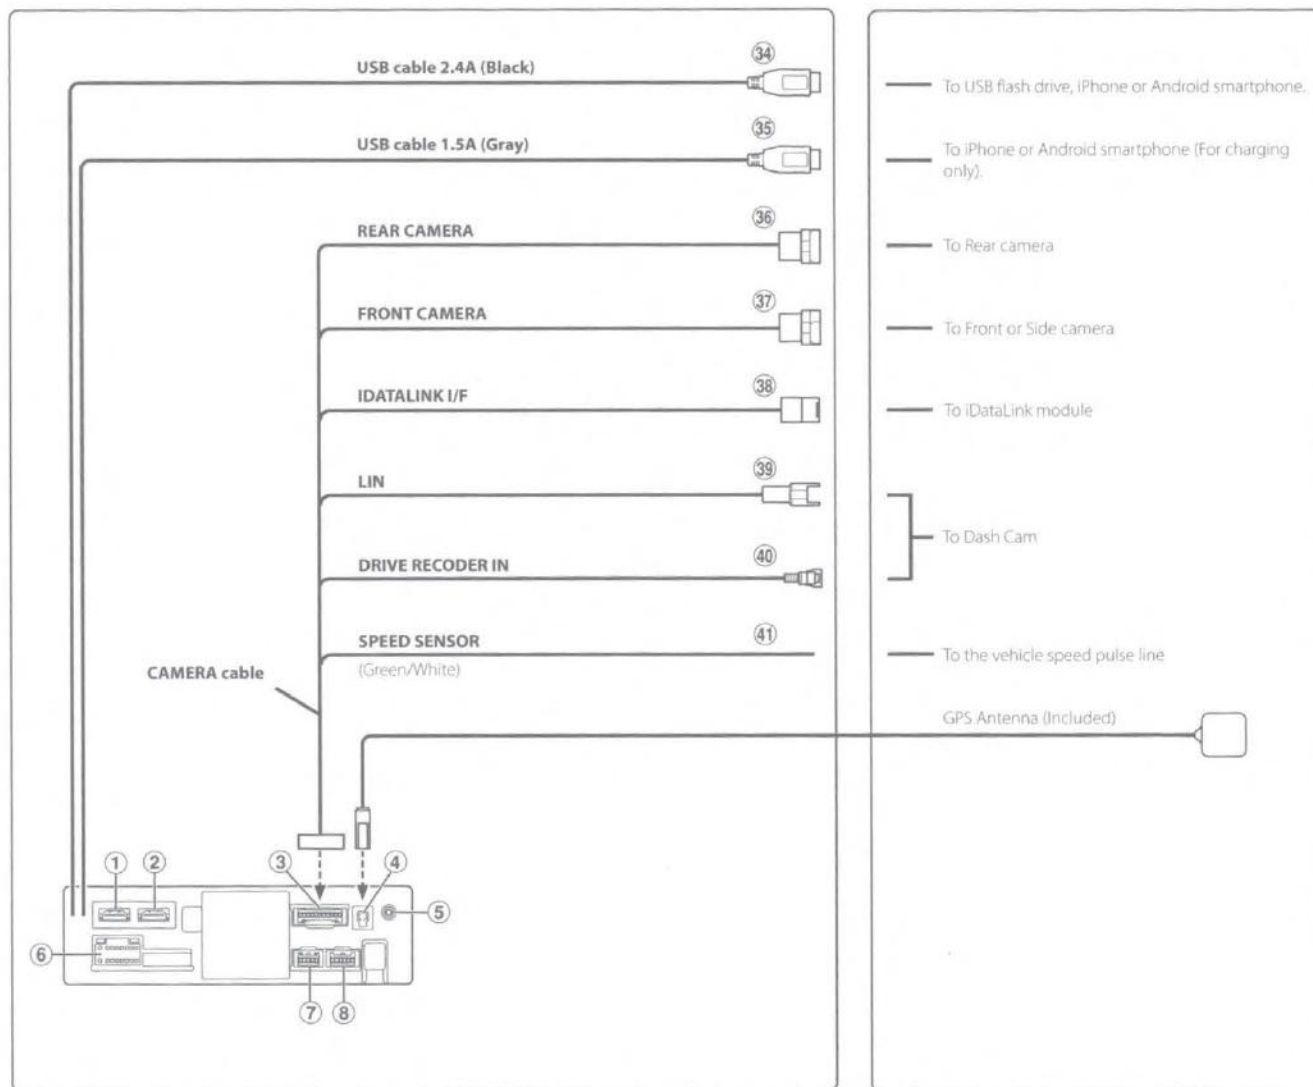 34
USB cable 2.4A (Black)
To USB flash drive, iPhone or Android smartphone.
35
USB cable 1.5A (Gray)
To iPhone or Android smartphone (For charging
only).
36
REAR CAMERA
To Rear camera
37
FRONT CAMERA
To Front or Side camera
38
IDATALINK I/F
To iDataLink module
39
LIN
To Dash Cam
40
DRIVE RECODER IN
41
SPEED SENSOR
(Green/White)
To the vehicle speed pulse line
CAMERA cable
GPS Antenna (Included)
1
2
3
4
5
6
7
8